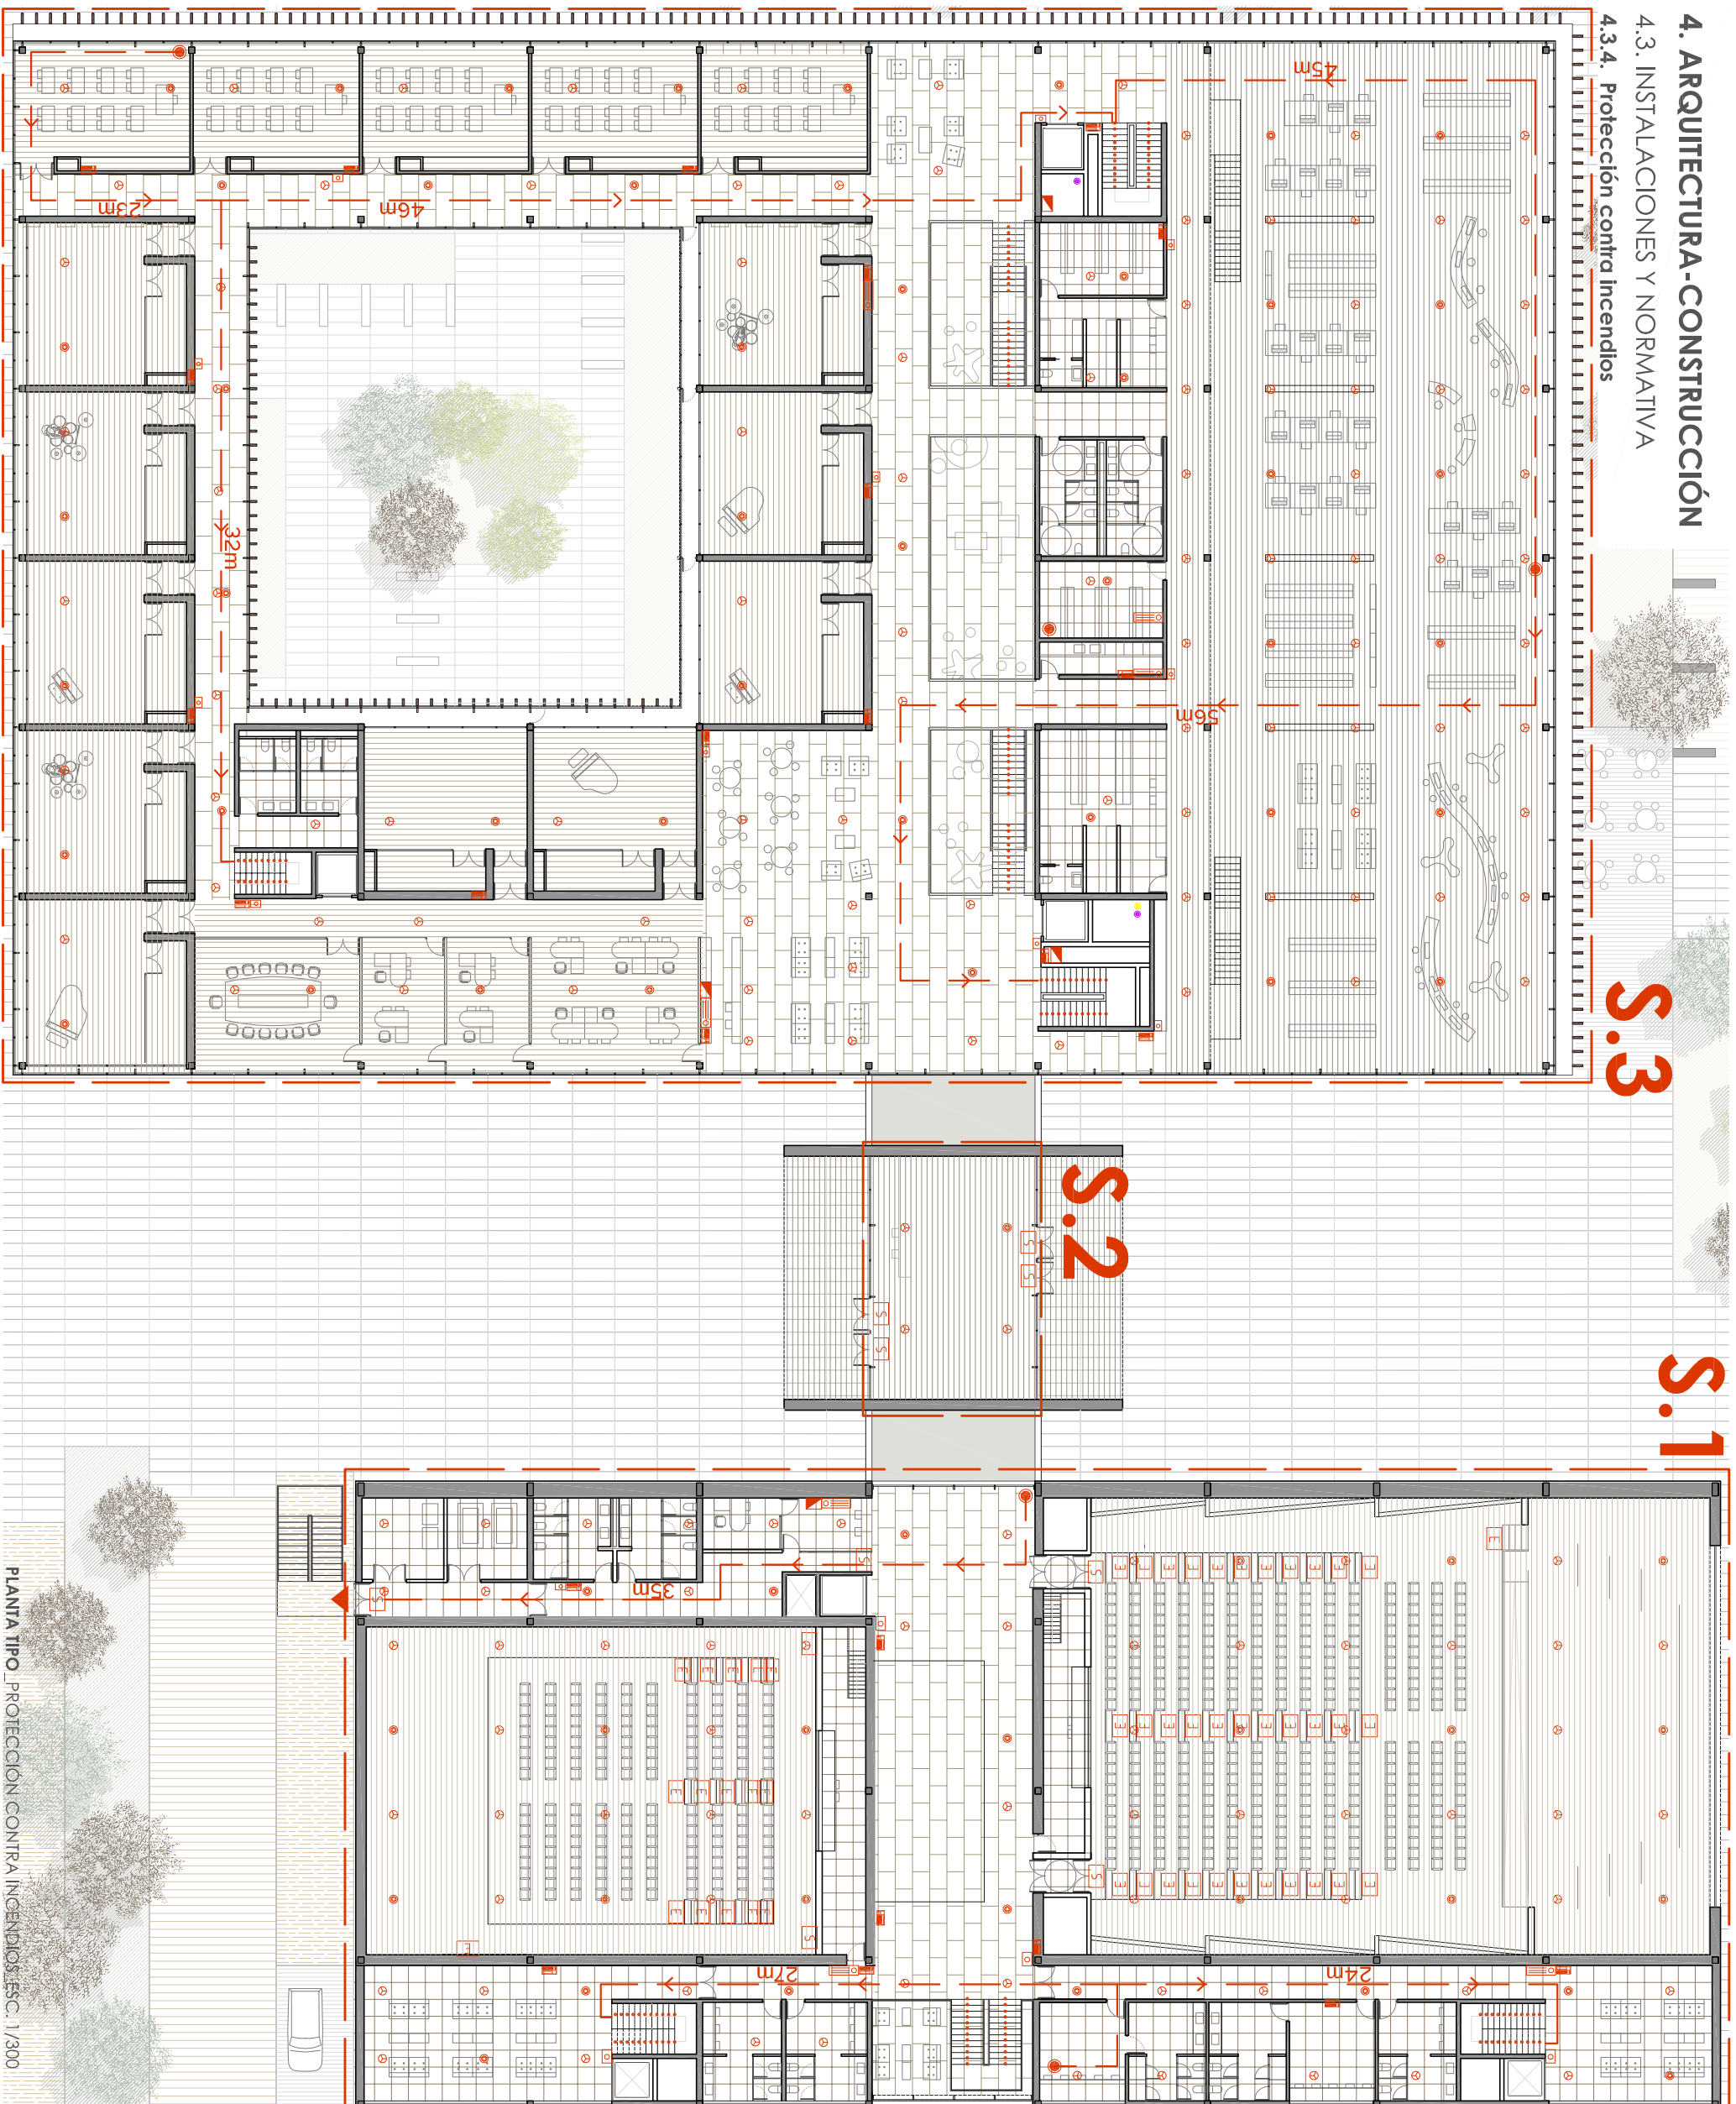 4. ARQUITECTURA-CONSTRUCCIÓN
4.3. INSTALACIONES Y NORMATIVA
4.3.4. Protección contra incendios
S.3
S.2
S.1
45m
23m
46m
32m
56m
35m
27m
24m
PLANTA TIPO_PROTECCIÓN CONTRA INCENDIOS_ESC. 1/300